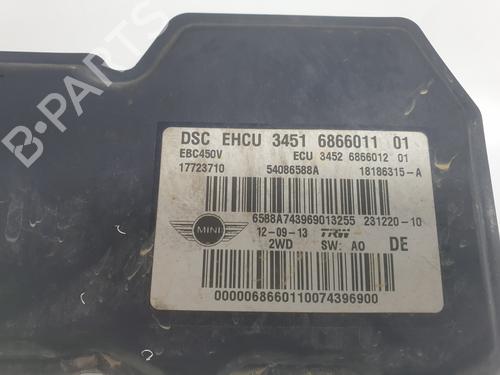 B-PARTS
DSC EHCU 3451 6866011 01
EBC450V ECU 3452 6866012 01
17723710 54086588A 18186315-A
6588A743969013255 231220-10
MINI 12-09-13 TRW
2WD SW: A0 DE
0000068660110074396900